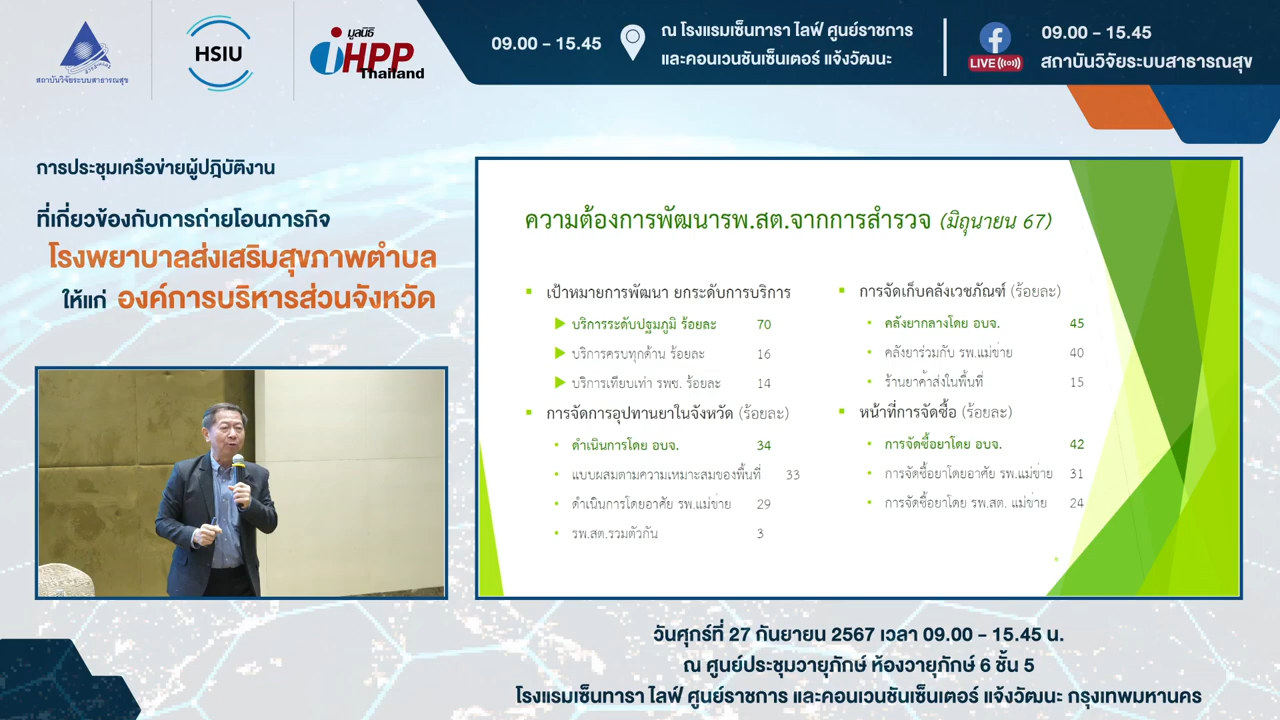 สถาบันวิจัยระบบสาธารณสุข
HSIU
มูลนิธิ
iHPP
Thailand
09.00 - 15.45
ณ โรงแรมเซ็นทารา ไลฟ์ ศูนย์ราชการ
และคอนเวนชันเซ็นเตอร์ แจ้งวัฒนะ
LIVE
09.00 - 15.45
สถาบันวิจัยระบบสาธารณสุข
การประชุมเครือข่ายผู้ปฏิบัติงาน
ที่เกี่ยวข้องกับการถ่ายโอนภารกิจ
โรงพยาบาลส่งเสริมสุขภาพตำบล
ให้แก่ องค์การบริหารส่วนจังหวัด
ความต้องการพัฒนารพ.สต.จากการสำรวจ (มิถุนายน 67)
เป้าหมายการพัฒนา ยกระดับการบริการ
บริการระดับปฐมภูมิ ร้อยละ 70
บริการครบทุกด้าน ร้อยละ 16
บริการเทียบเท่า รพช. ร้อยละ 14
การจัดการอุปทานยาในจังหวัด (ร้อยละ)
ดำเนินการโดย อบจ. 34
แบบผสมตามความเหมาะสมของพื้นที่ 33
ดำเนินการโดยอาศัย รพ.แม่ข่าย 29
รพ.สต.รวมตัวกัน 3
การจัดเก็บคลังเวชภัณฑ์ (ร้อยละ)
คลังยากลางโดย อบจ. 45
คลังยาร่วมกับ รพ.แม่ข่าย 40
ร้านยาค้าส่งในพื้นที่ 15
หน้าที่การจัดซื้อ (ร้อยละ)
การจัดซื้อยาโดย อบจ. 42
การจัดซื้อยาโดยอาศัย รพ.แม่ข่าย 31
การจัดซื้อยาโดย รพ.สต. แม่ข่าย 24
วันศุกร์ที่ 27 กันยายน 2567 เวลา 09.00 - 15.45 น.
ณ ศูนย์ประชุมวายุภักษ์ ห้องวายุภักษ์ 6 ชั้น 5
โรงแรมเซ็นทารา ไลฟ์ ศูนย์ราชการ และคอนเวนชันเซ็นเตอร์ แจ้งวัฒนะ กรุงเทพมหานคร